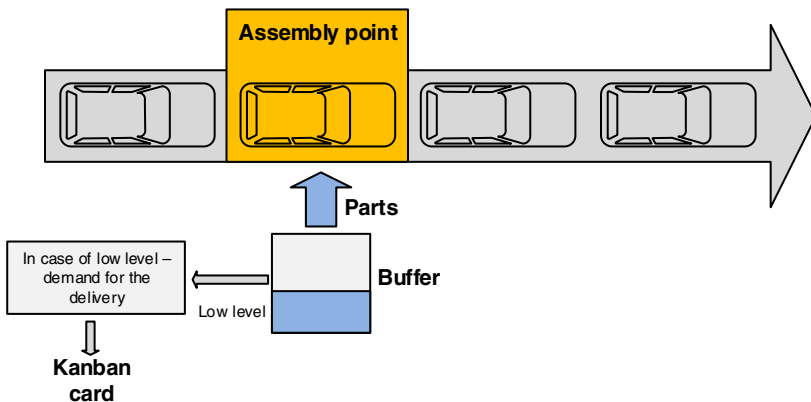 Assembly point
Parts
In case of low level –
demand for the
delivery
Buffer
Low level
Kanban
card